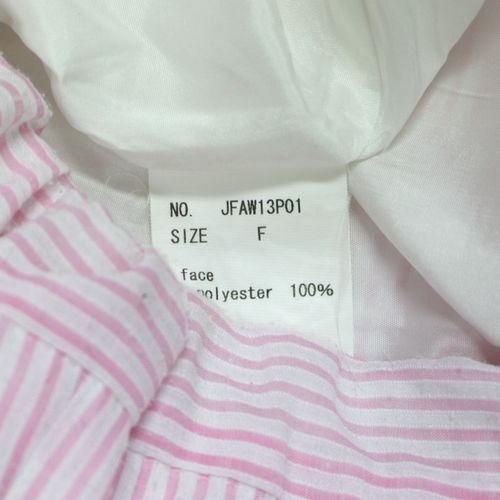 NO. JFAW13P01
SIZE F
face
polyester 100%